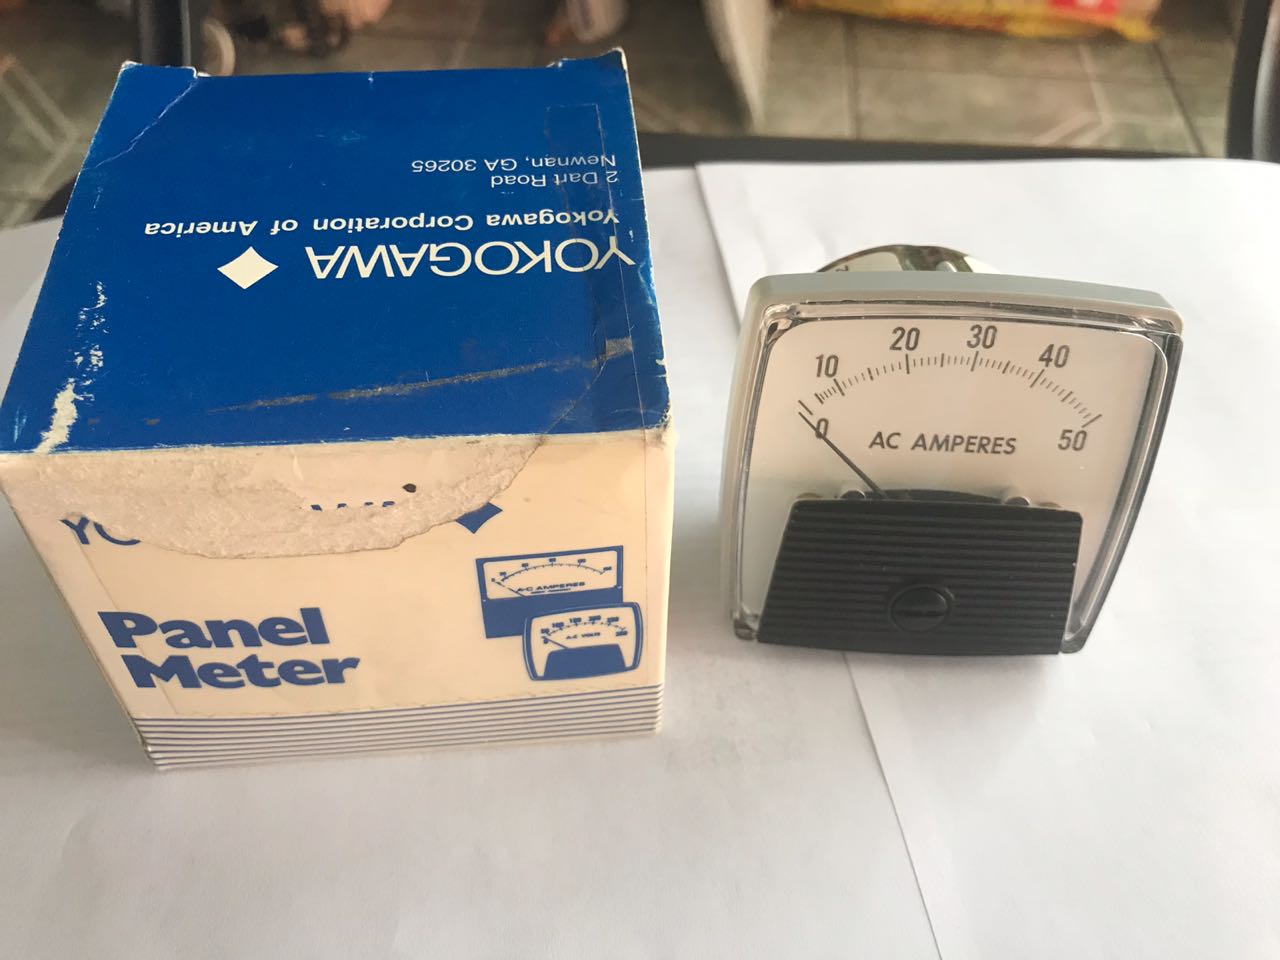 YOKOGAWA
Yokogawa Corporation of America
2 Dart Road
Newnan, GA 30265
Panel
Meter
AC AMPERES
A-C VOLTS
0 10 20 30 40 50
AC AMPERES